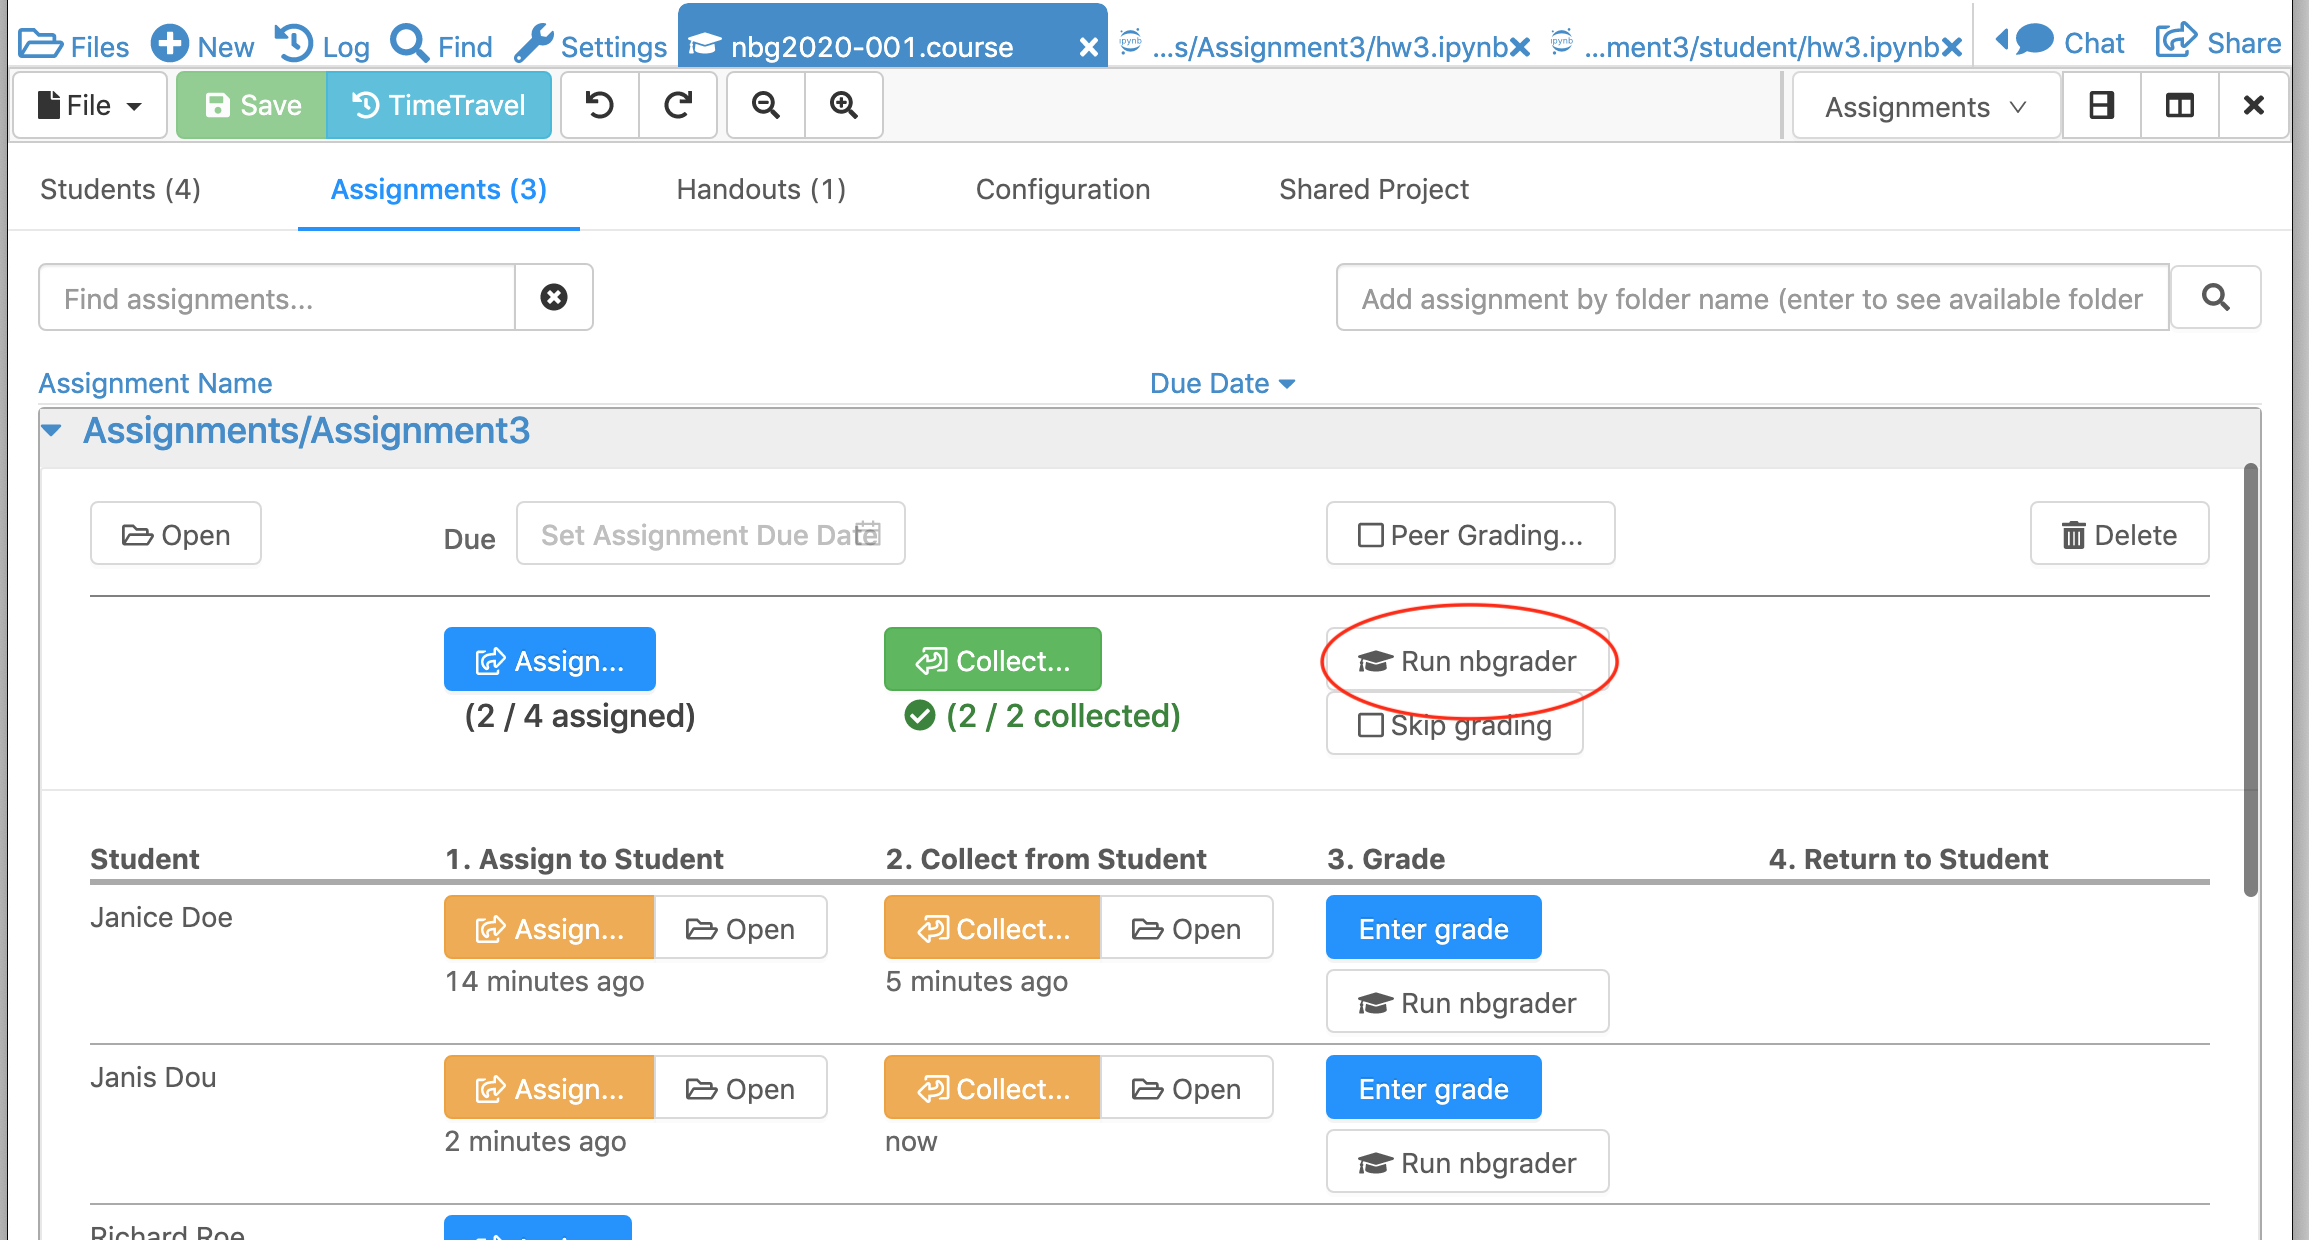 Files New Log Find Settings nbg2020-001.course ...s/Assignment3/hw3.ipynb ...ment3/student/hw3.ipynb Chat Share
File Save TimeTravel Assignments
Students (4) Assignments (3) Handouts (1) Configuration Shared Project
Find assignments... Add assignment by folder name (enter to see available folder
Assignment Name Due Date
Assignments/Assignment3
Open Due Set Assignment Due Date Peer Grading... Delete
Assign... Collect... Run nbgrader
(2 / 4 assigned) (2 / 2 collected) Skip grading
Student 1. Assign to Student 2. Collect from Student 3. Grade 4. Return to Student
Janice Doe Assign... Open Collect... Open Enter grade
14 minutes ago 5 minutes ago Run nbgrader
Janis Dou Assign... Open Collect... Open Enter grade
2 minutes ago now Run nbgrader
Richard Roe